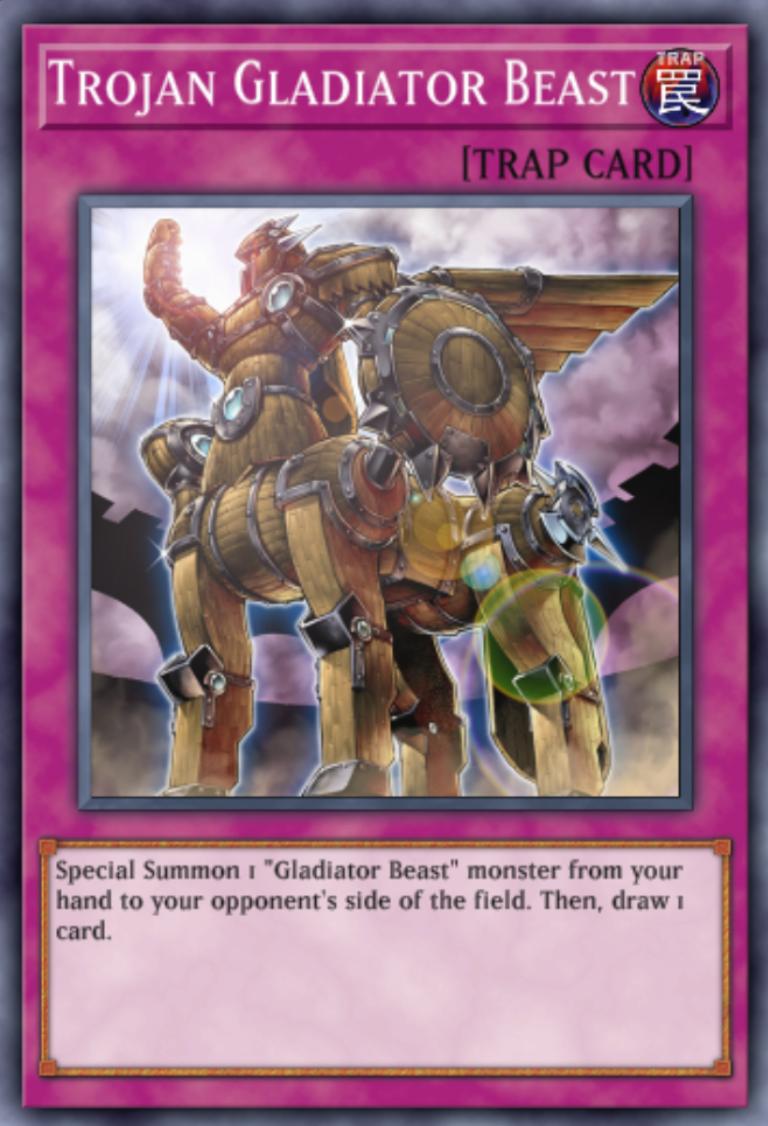 Trojan Gladiator Beast
TRAP
罠
[TRAP CARD]
Special Summon 1 "Gladiator Beast" monster from your
hand to your opponent's side of the field. Then, draw 1
card.